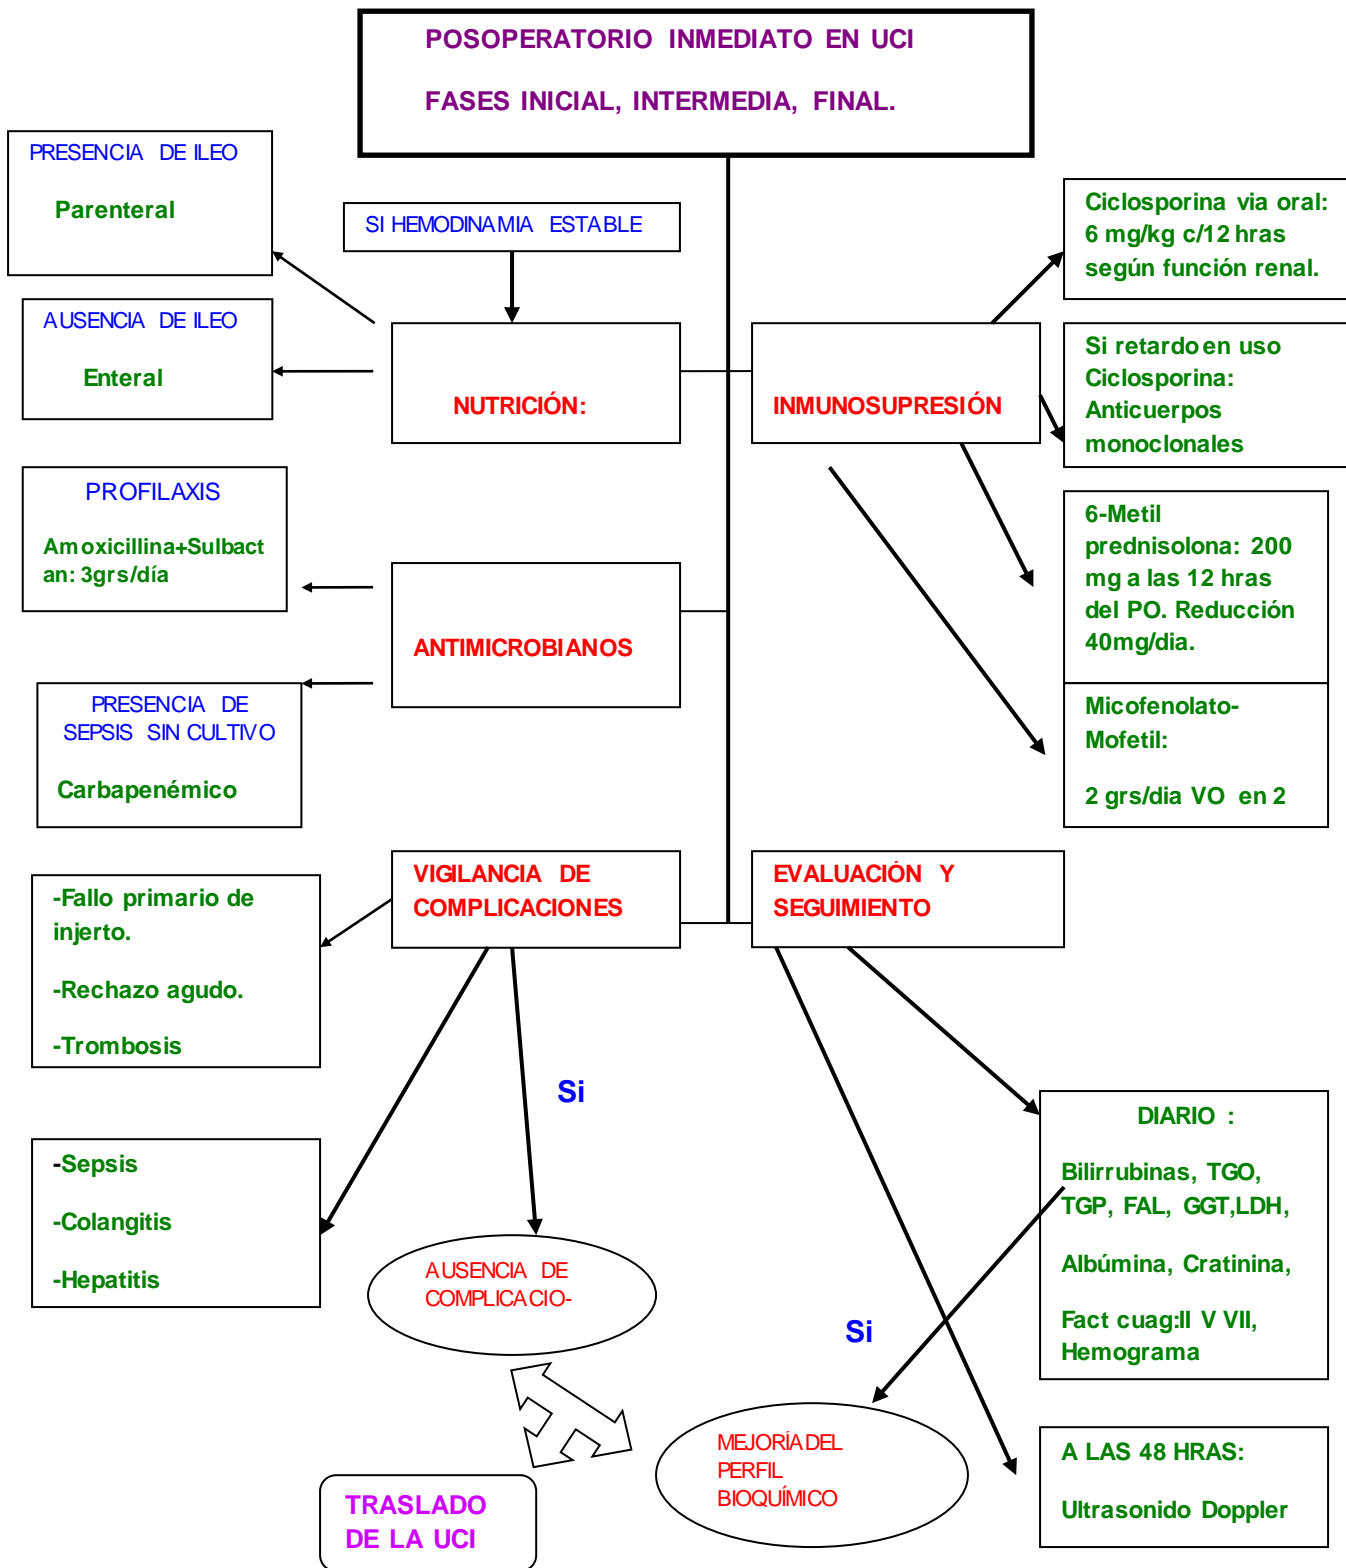 POSOPERATORIO INMEDIATO EN UCI
FASES INICIAL, INTERMEDIA, FINAL.
PRESENCIA DE ILEO
Parenteral
SI HEMODINAMIA ESTABLE
AUSENCIA DE ILEO
Enteral
NUTRICIÓN:
INMUNOSUPRESIÓN
Ciclosporina via oral:
6 mg/kg c/12 hras
según función renal.
Si retardo en uso
Ciclosporina:
Anticuerpos
monoclonales
6-Metil
prednisolona: 200
mg a las 12 hras
del PO. Reducción
40mg/dia.
Micofenolato-
Mofetil:
2 grs/dia VO en 2
PROFILAXIS
Amoxicillina+Sulbact
an: 3grs/día
ANTIMICROBIANOS
PRESENCIA DE
SEPSIS SIN CULTIVO
Carbapenémico
VIGILANCIA DE
COMPLICACIONES
EVALUACIÓN Y
SEGUIMIENTO
-Fallo primario de
injerto.
-Rechazo agudo.
-Trombosis
Si
-Sepsis
-Colangitis
-Hepatitis
DIARIO :
Bilirrubinas, TGO,
TGP, FAL, GGT,LDH,
Albúmina, Cratinina,
Fact cuag:II V VII,
Hemograma
AUSENCIA DE
COMPLICACIO-
Si
MEJORÍA DEL
PERFIL
BIOQUÍMICO
A LAS 48 HRAS:
Ultrasonido Doppler
TRASLADO
DE LA UCI